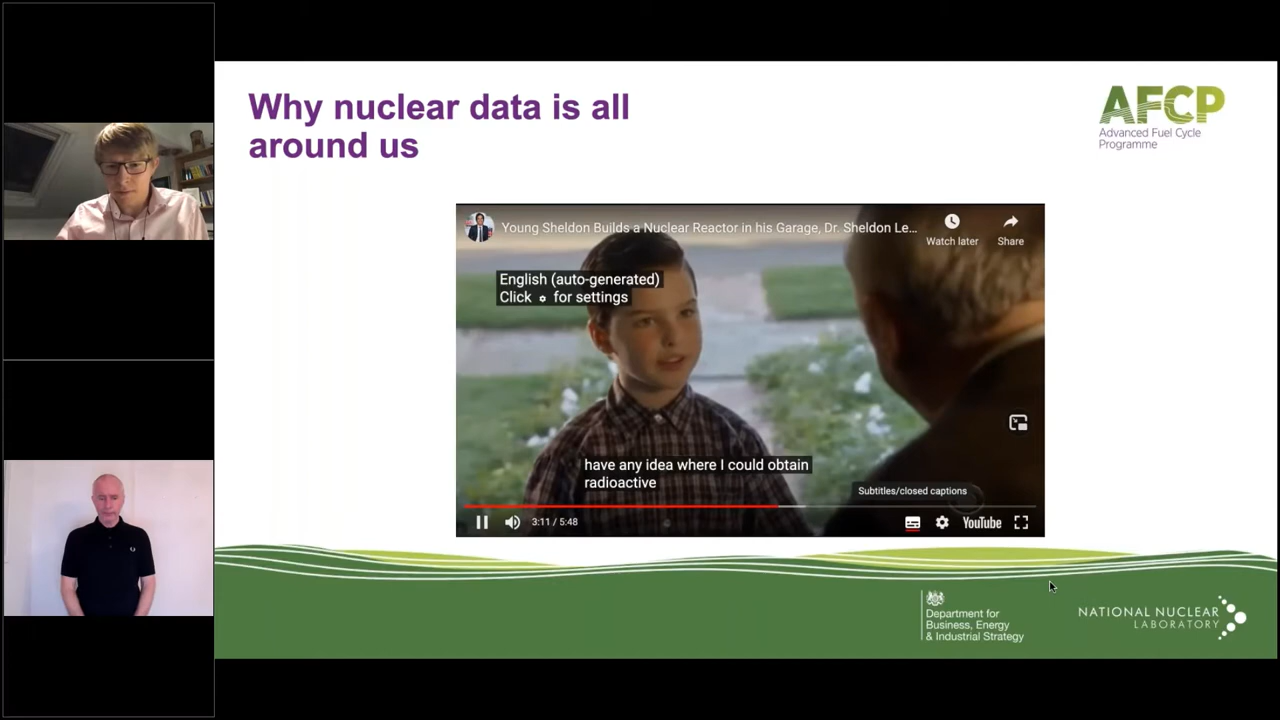 Why nuclear data is all
around us
AFCP
Advanced Fuel Cycle
Programme
Young Sheldon Builds a Nuclear Reactor in his Garage, Dr. Sheldon Le...
Watch later
Share
English (auto-generated)
Click for settings
have any idea where I could obtain
radioactive
Subtitles/closed captions
3:11 / 5:48
YouTube
Department for
Business, Energy
& Industrial Strategy
NATIONAL NUCLEAR
LABORATORY